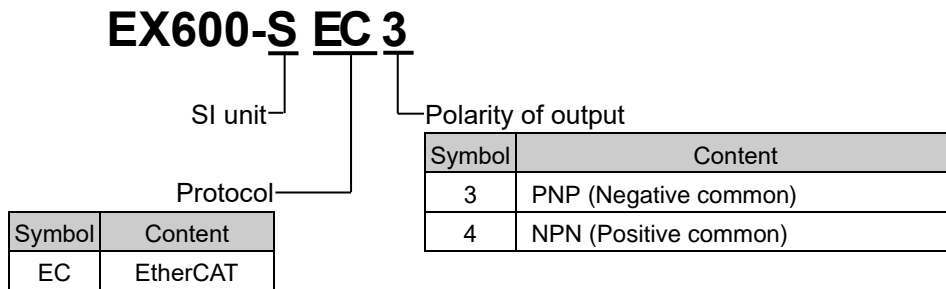 EX600-S EC 3
SI unit
Polarity of output
Symbol Content
3 PNP (Negative common)
4 NPN (Positive common)
Protocol
Symbol Content
EC EtherCAT